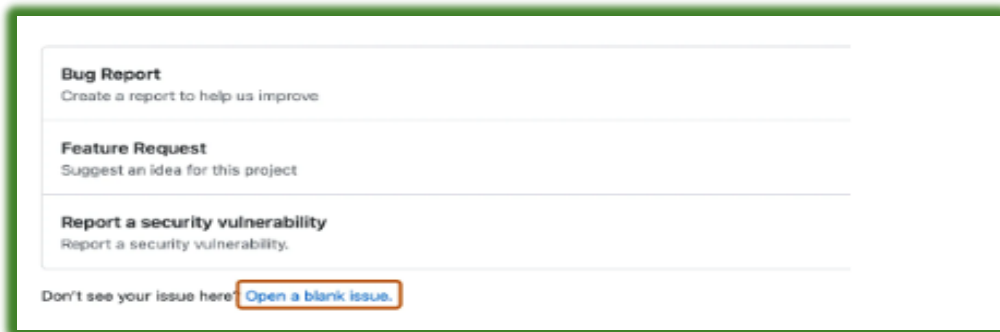 Bug Report
Create a report to help us improve
Feature Request
Suggest an idea for this project
Report a security vulnerability
Report a security vulnerability.
Don't see your issue here? Open a blank issue.